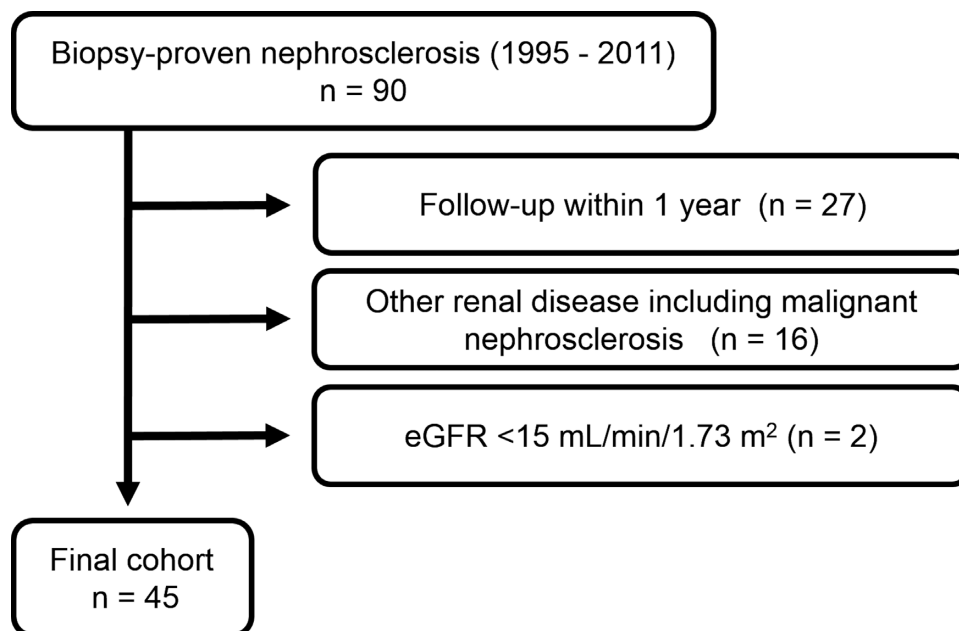 Biopsy-proven nephrosclerosis (1995 - 2011)
n = 90
Follow-up within 1 year (n = 27)
Other renal disease including malignant
nephrosclerosis (n = 16)
eGFR <15 mL/min/1.73 m² (n = 2)
Final cohort
n = 45